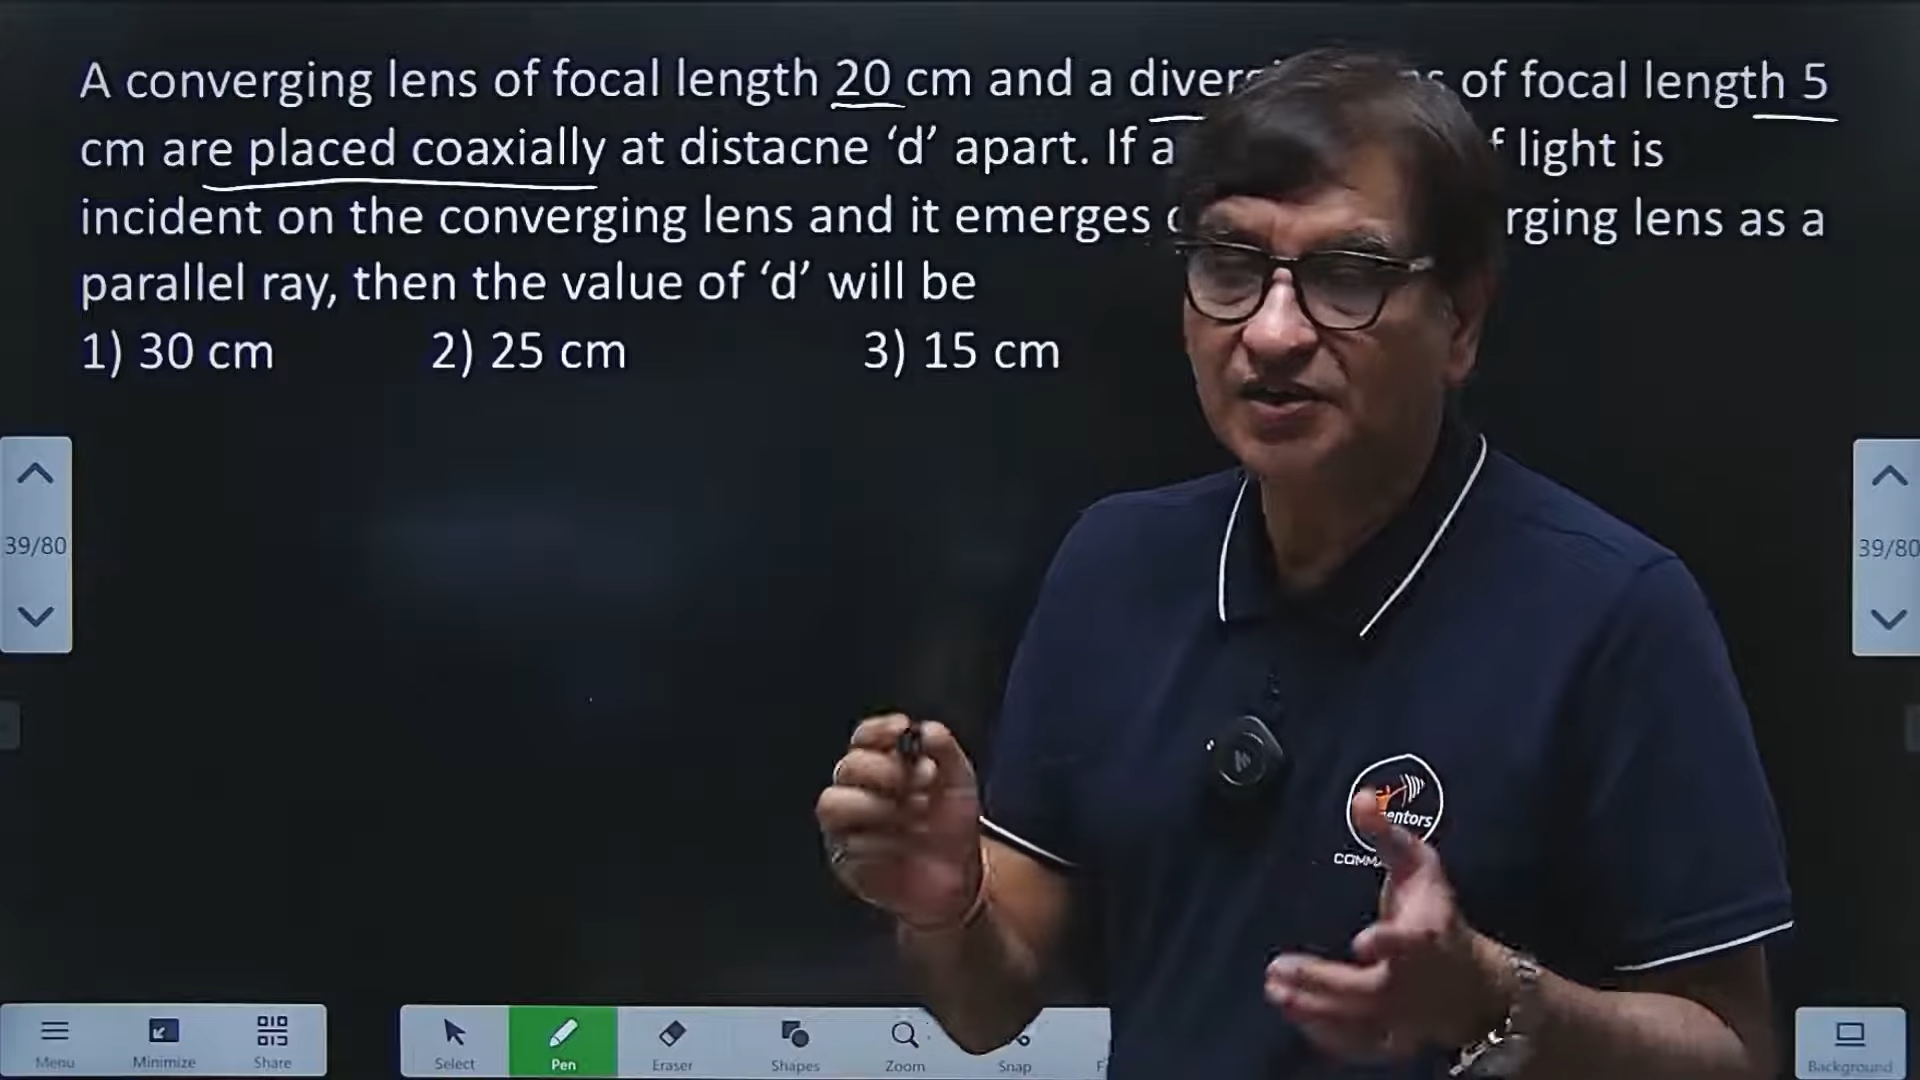 A converging lens of focal length 20 cm and a of focal length 5
cm are placed coaxially at distacne ‘d’ apart. If a light is
incident on the converging lens and it emerges lens as a
parallel ray, then the value of ‘d’ will be
1) 30 cm 2) 25 cm 3) 15 cm
39/80
39/80
Menu
Minimize
Share
Select
Pen
Eraser
Shapes
Zoom
Snap
Background